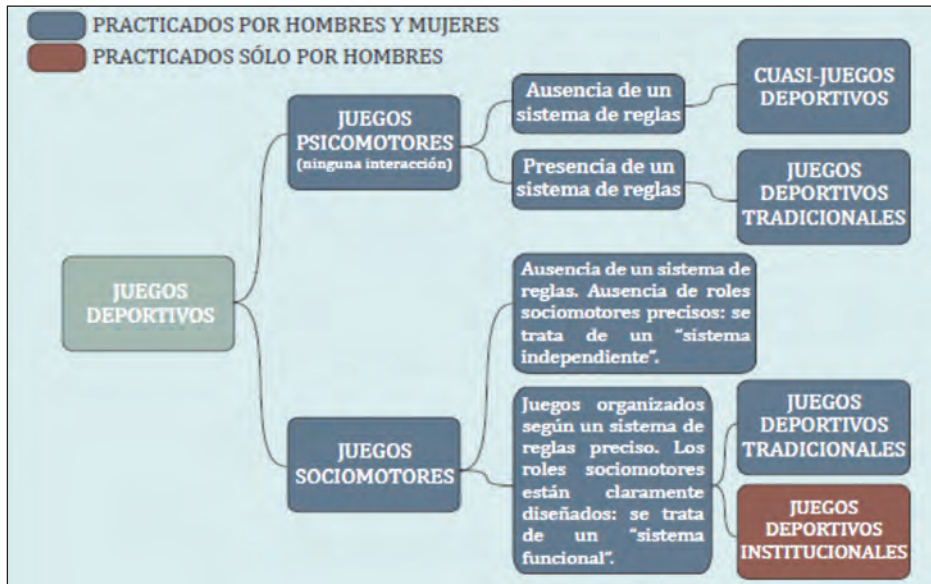 PRACTICADOS POR HOMBRES Y MUJERES
PRACTICADOS SÓLO POR HOMBRES
JUEGOS
DEPORTIVOS
JUEGOS
PSICOMOTORES
(ninguna interacción)
Ausencia de un
sistema de reglas
CUASI-JUEGOS
DEPORTIVOS
Presencia de un
sistema de reglas
JUEGOS
DEPORTIVOS
TRADICIONALES
JUEGOS
SOCIOMOTORES
Ausencia de un sistema de
reglas. Ausencia de roles
sociomotores precisos: se
trata de un “sistema
independiente”.
Juegos organizados
según un sistema de
reglas preciso. Los
roles sociomotores
están claramente
diseñados: se trata
de un “sistema
funcional”.
JUEGOS
DEPORTIVOS
TRADICIONALES
JUEGOS
DEPORTIVOS
INSTITUCIONALES